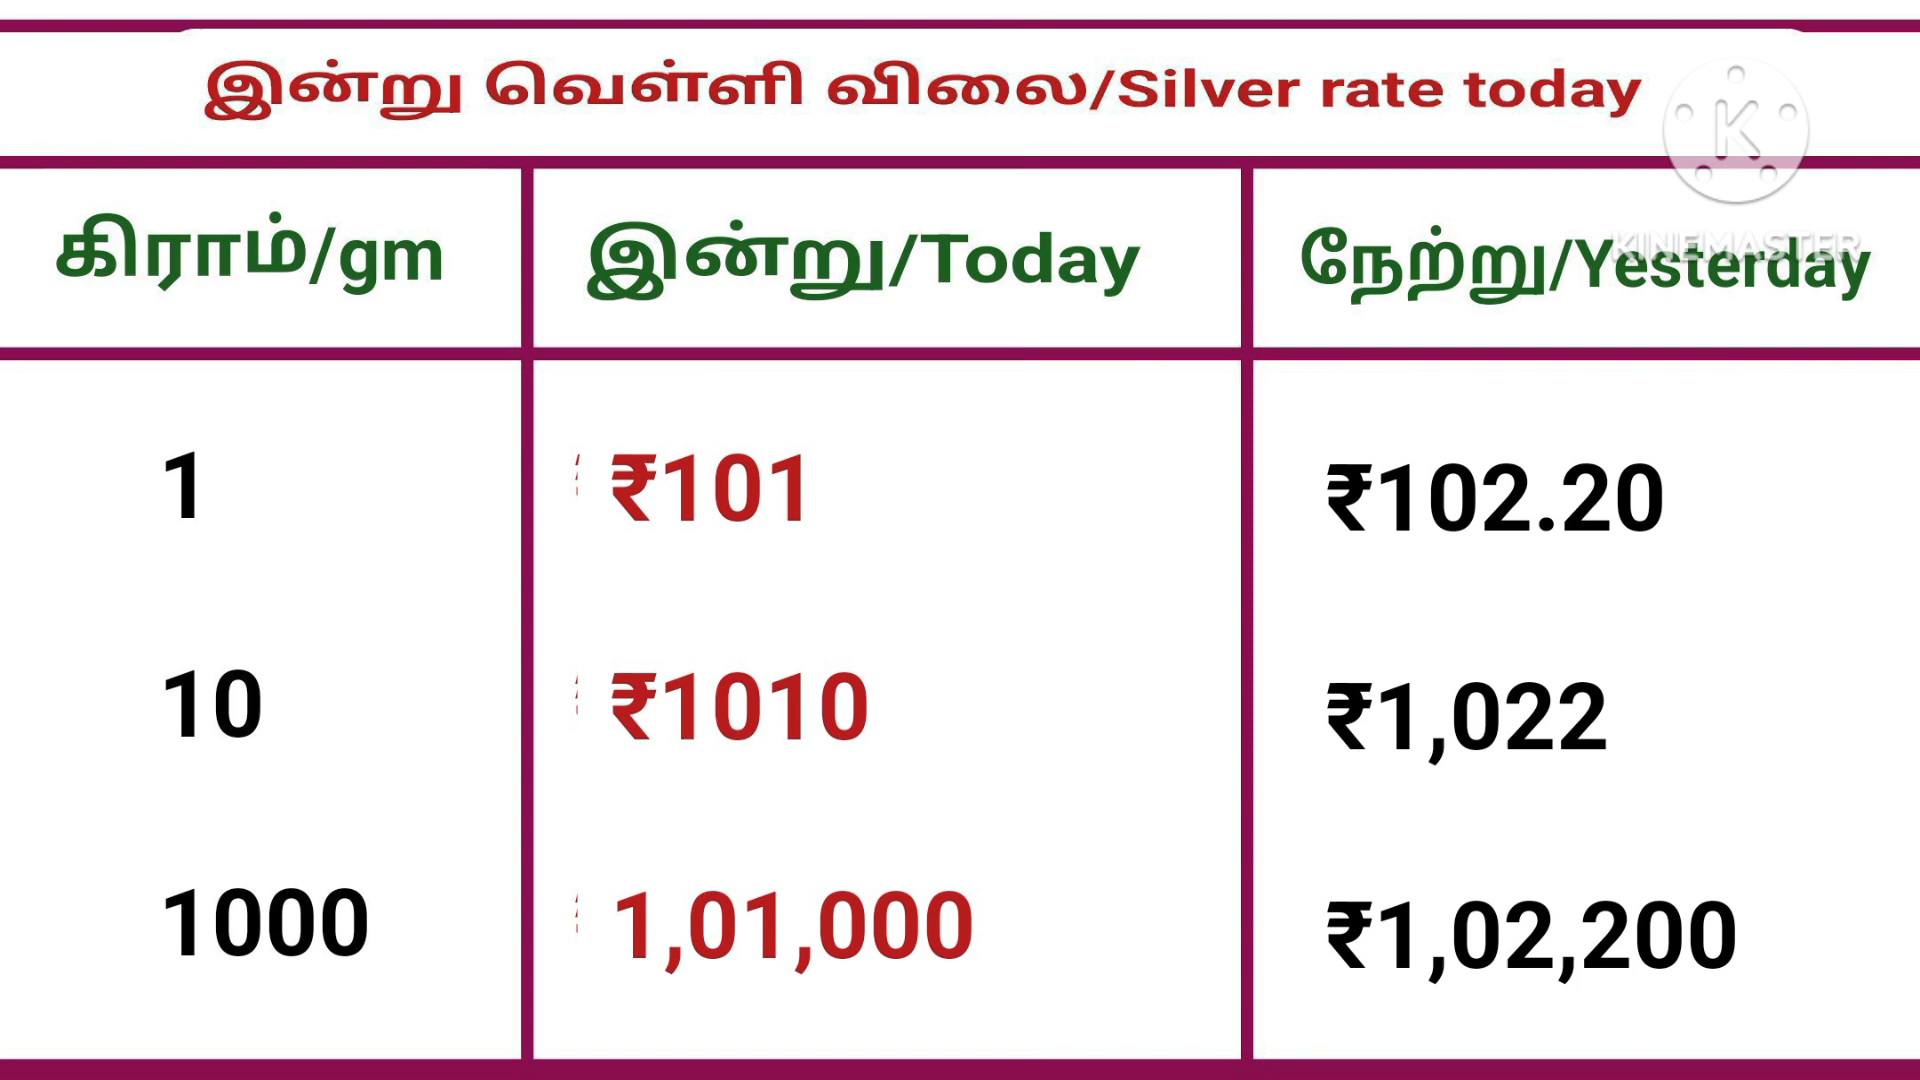 இன்று வெள்ளி விலை/Silver rate today
K
KINEMASTER
கிராம்/gm இன்று/Today நேற்று/Yesterday
1 ₹101 ₹102.20
10 ₹1010 ₹1,022
1000 1,01,000 ₹1,02,200